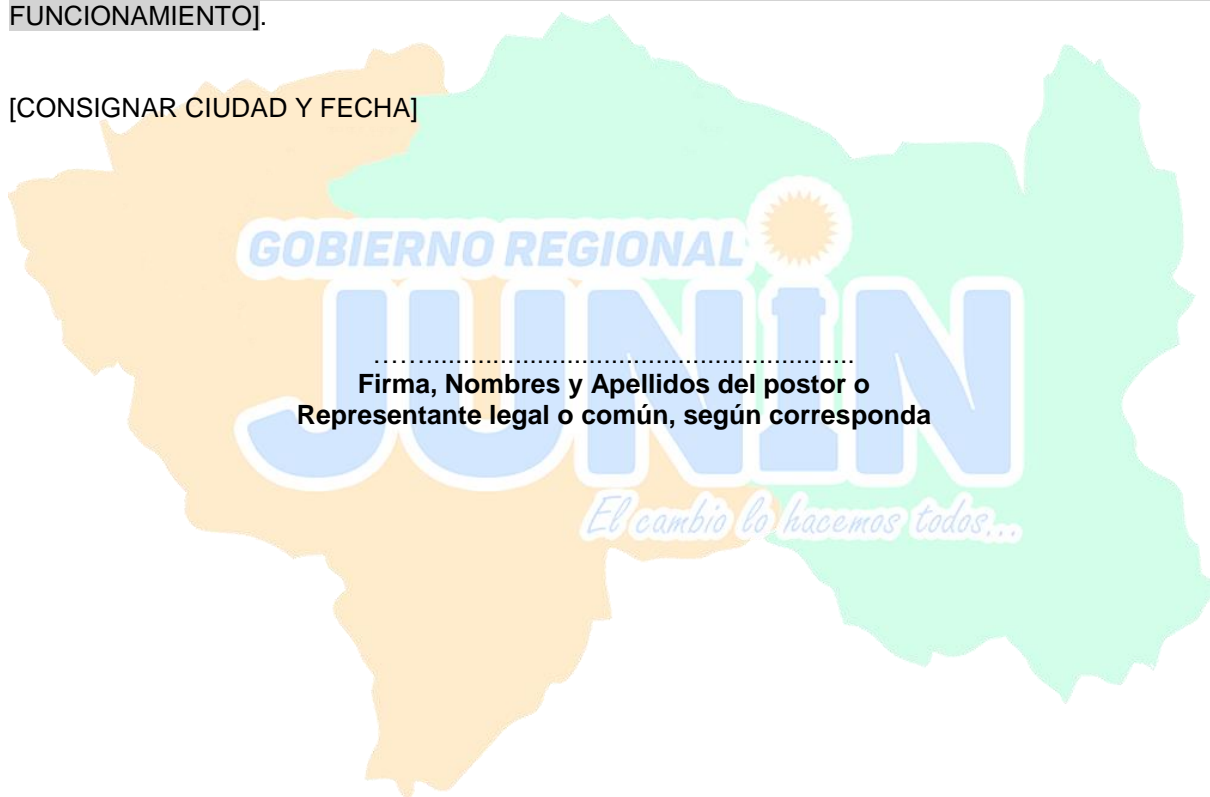 FUNCIONAMIENTO].
[CONSIGNAR CIUDAD Y FECHA]
GOBIERNO REGIONAL
JUNIN
……...........................................................
Firma, Nombres y Apellidos del postor o
Representante legal o común, según corresponda
El cambio lo hacemos todos...